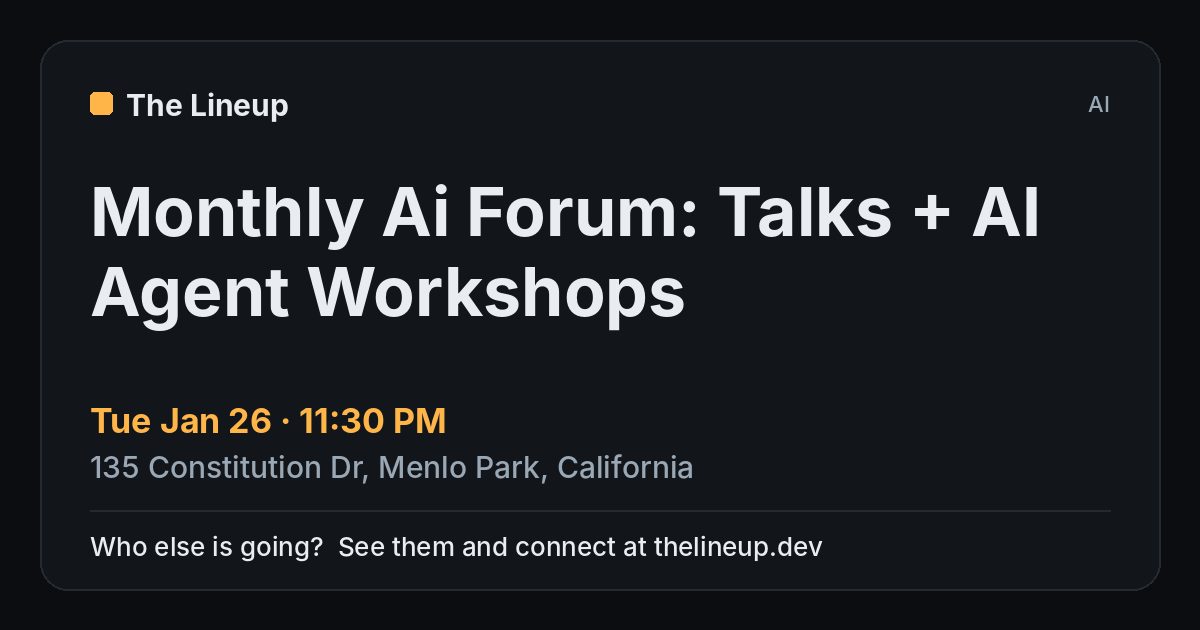 The Lineup
AI
Monthly Ai Forum: Talks + AI
Agent Workshops
Tue Jan 26 · 11:30 PM
135 Constitution Dr, Menlo Park, California
Who else is going? See them and connect at thelineup.dev